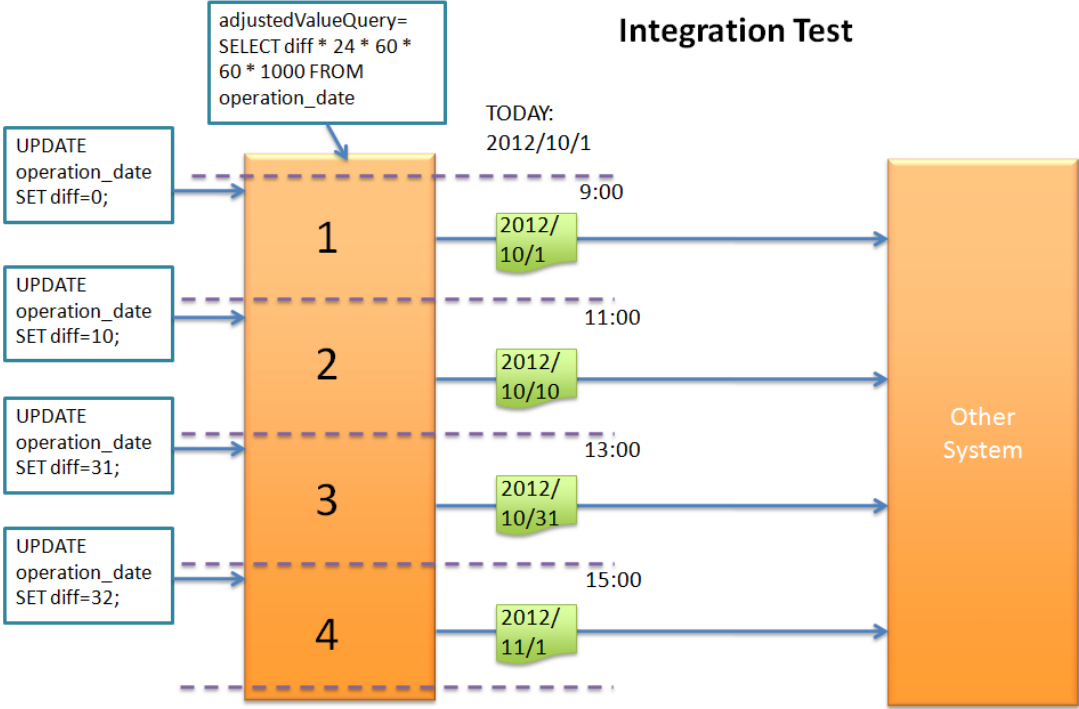 adjustedValueQuery=
SELECT diff * 24 * 60 *
60 * 1000 FROM
operation_date
Integration Test
TODAY:
2012/10/1
UPDATE
operation_date
SET diff=0;
9:00
1
2012/
10/1
UPDATE
operation_date
SET diff=10;
11:00
2
2012/
10/10
UPDATE
operation_date
SET diff=31;
13:00
3
2012/
10/31
UPDATE
operation_date
SET diff=32;
15:00
4
2012/
11/1
Other
System